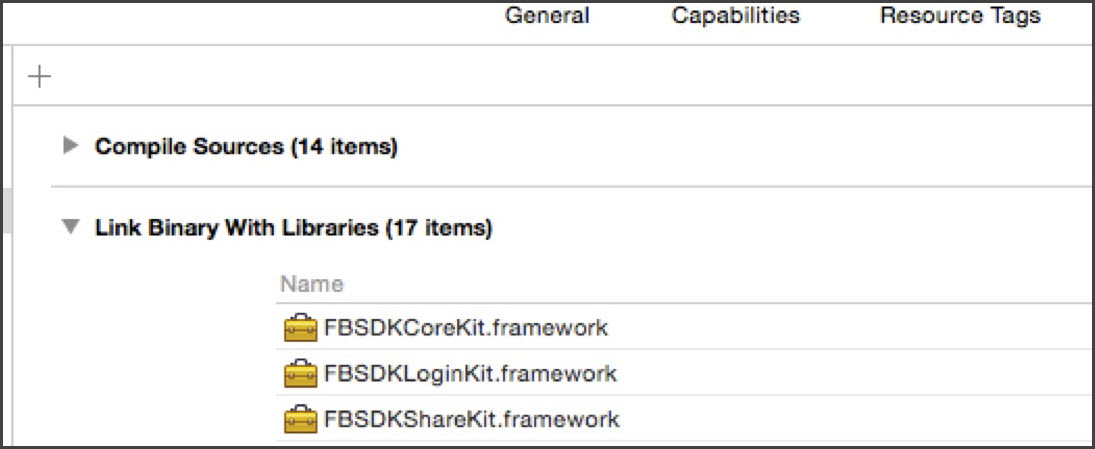 General Capabilities Resource Tags
Compile Sources (14 items)
Link Binary With Libraries (17 items)
Name
FBSDKCoreKit.framework
FBSDKLoginKit.framework
FBSDKShareKit.framework